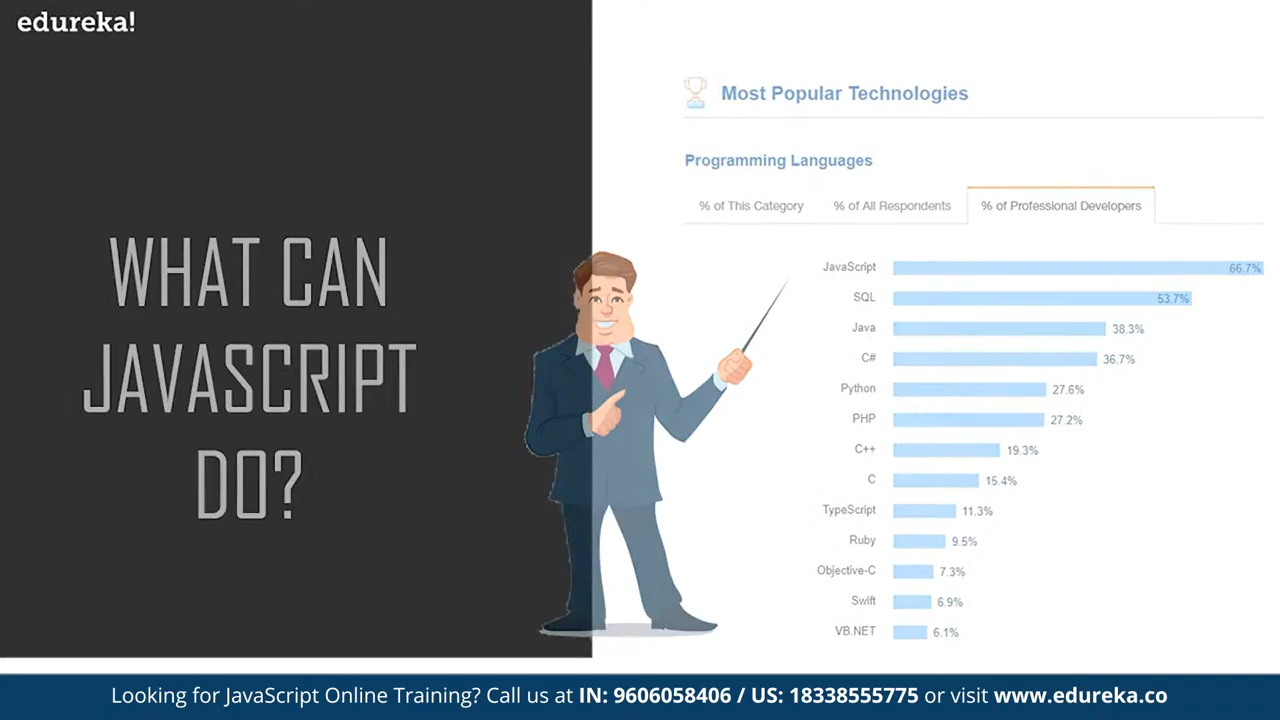 edureka!
WHAT CAN
JAVASCRIPT
DO?
Most Popular Technologies
Programming Languages
% of This Category % of All Respondents % of Professional Developers
JavaScript 66.7%
SQL 53.7%
Java 38.3%
C# 36.7%
Python 27.6%
PHP 27.2%
C++ 19.3%
C 15.4%
TypeScript 11.3%
Ruby 9.5%
Objective-C 7.3%
Swift 6.9%
VB.NET 6.1%
Looking for JavaScript Online Training? Call us at IN: 9606058406 / US: 18338555775 or visit www.edureka.co